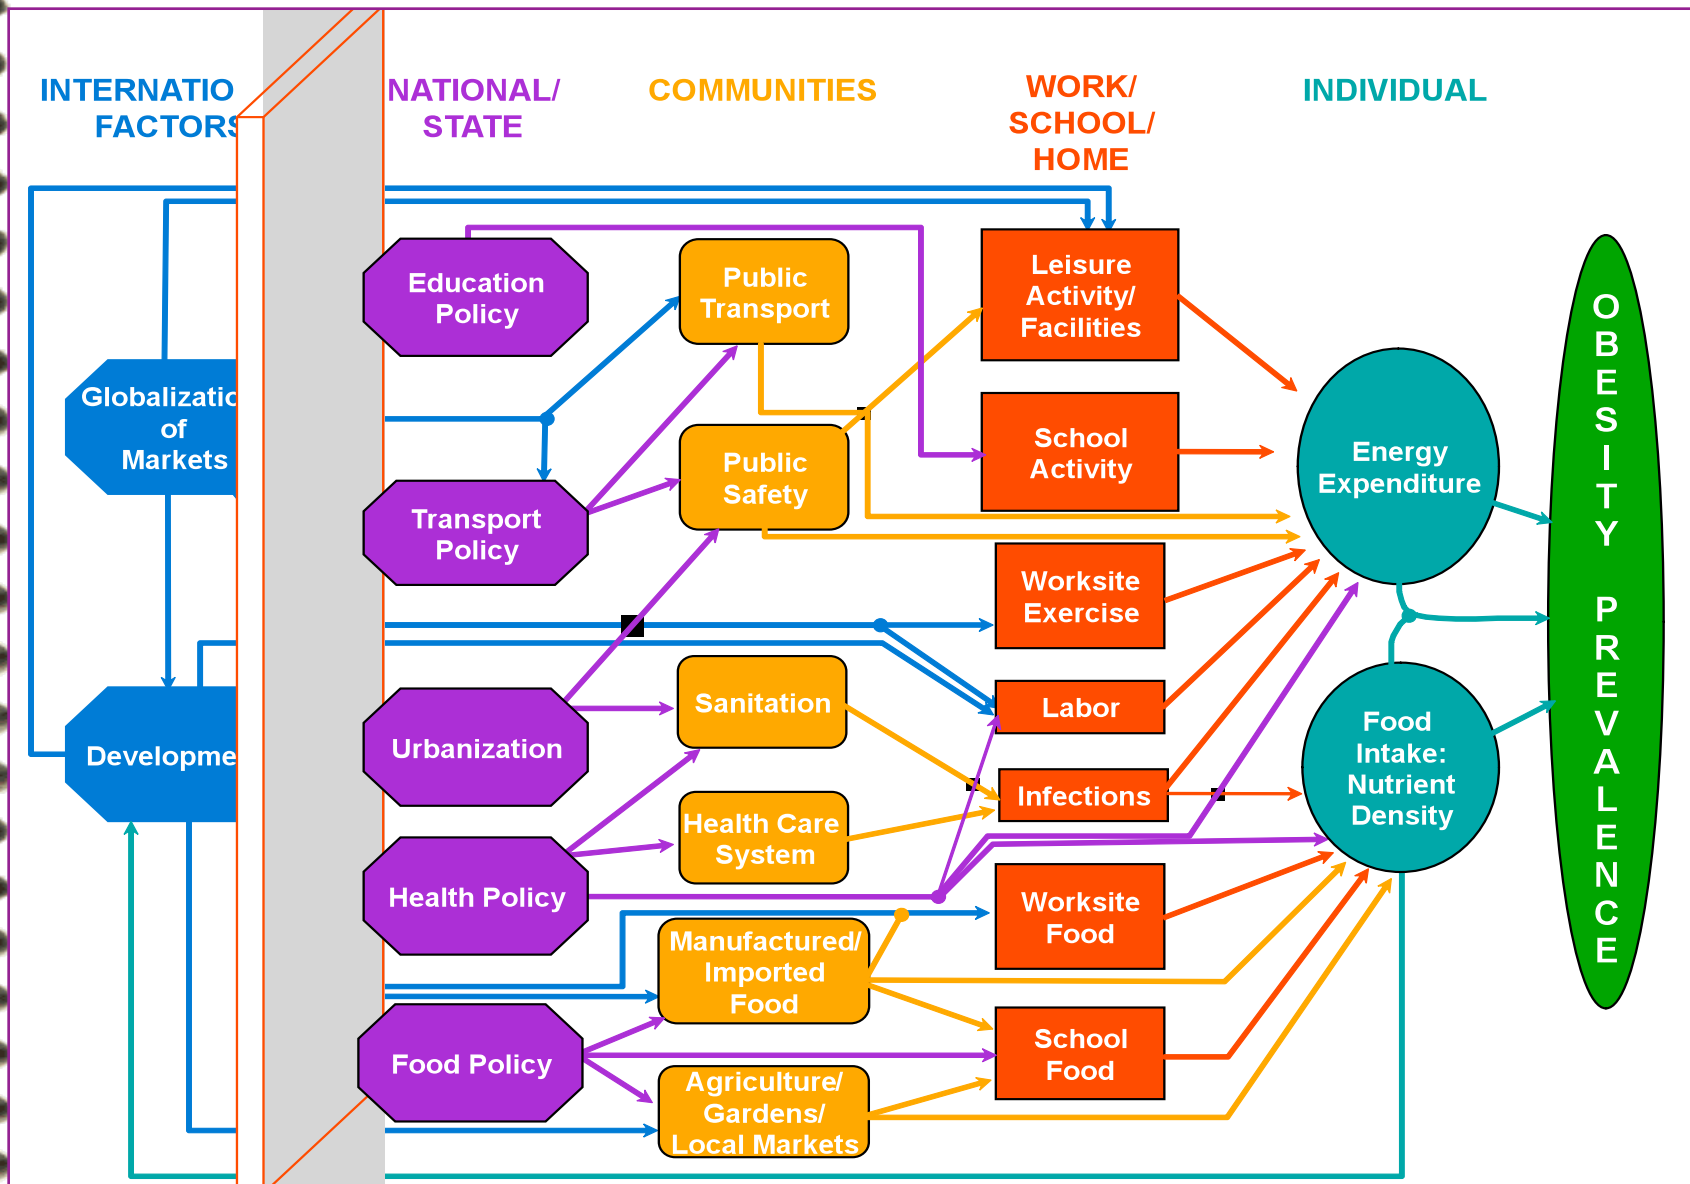 INTERNATIO
FACTORS
NATIONAL/
STATE
COMMUNITIES
WORK/
SCHOOL/
HOME
INDIVIDUAL
Globalizatio
of
Markets
Developme
Education
Policy
Transport
Policy
Urbanization
Health Policy
Food Policy
Public
Transport
Public
Safety
Sanitation
Health Care
System
Manufactured/
Imported
Food
Agriculture/
Gardens/
Local Markets
Leisure
Activity/
Facilities
School
Activity
Worksite
Exercise
Labor
Infections
Worksite
Food
School
Food
Energy
Expenditure
Food
Intake:
Nutrient
Density
OBESITY PREVALENCE